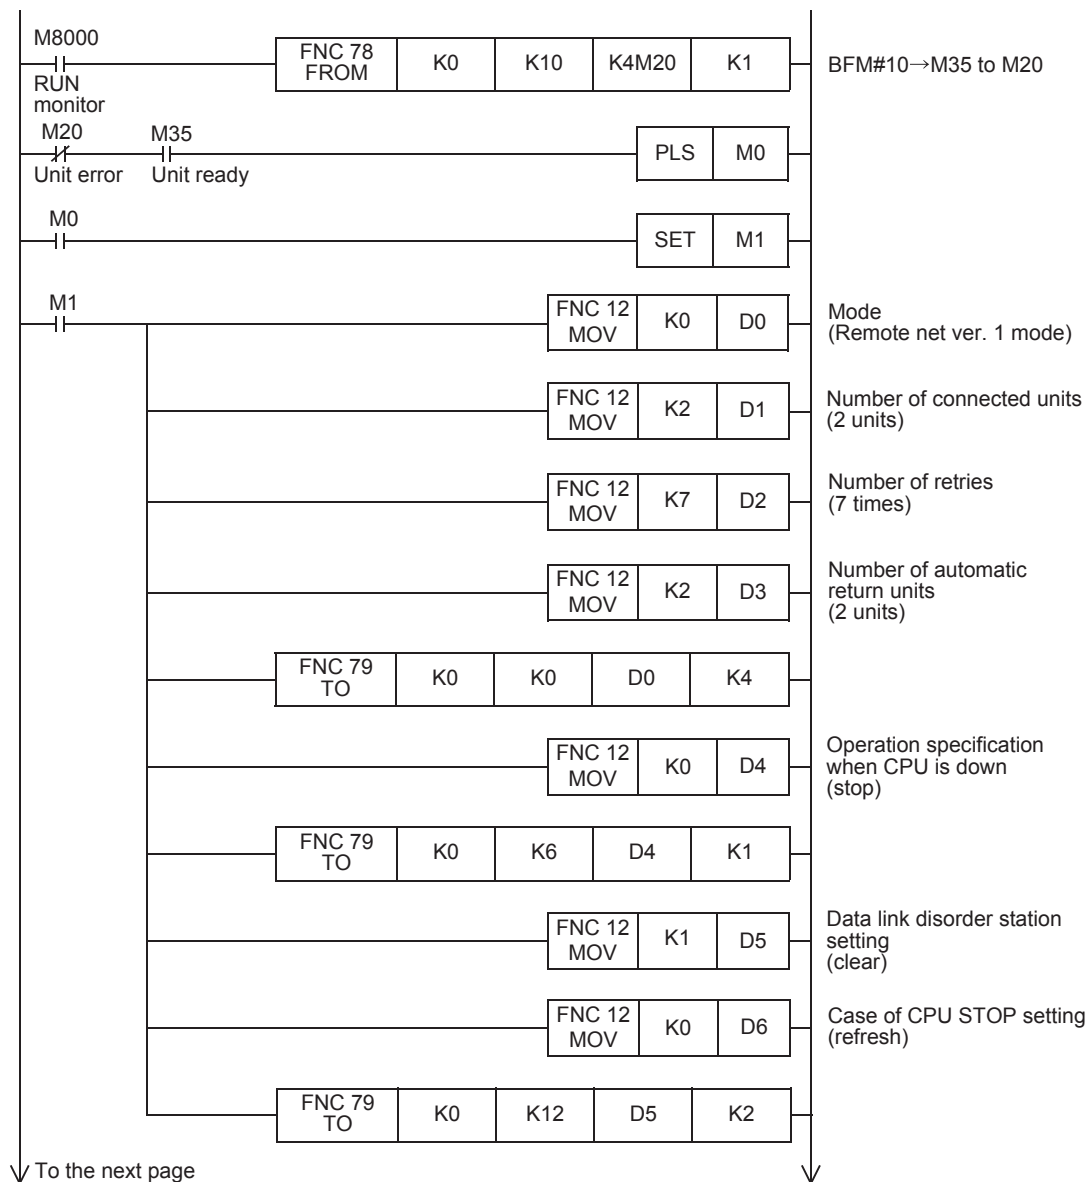 M8000
RUN
monitor
FNC 78
FROM
K0
K10
K4M20
K1
BFM#10→M35 to M20
M20
Unit error
M35
Unit ready
PLS
M0
M0
SET
M1
M1
FNC 12
MOV
K0
D0
Mode
(Remote net ver. 1 mode)
FNC 12
MOV
K2
D1
Number of connected units
(2 units)
FNC 12
MOV
K7
D2
Number of retries
(7 times)
FNC 12
MOV
K2
D3
Number of automatic
return units
(2 units)
FNC 79
TO
K0
K0
D0
K4
FNC 12
MOV
K0
D4
Operation specification
when CPU is down
(stop)
FNC 79
TO
K0
K6
D4
K1
FNC 12
MOV
K1
D5
Data link disorder station
setting
(clear)
FNC 12
MOV
K0
D6
Case of CPU STOP setting
(refresh)
FNC 79
TO
K0
K12
D5
K2
To the next page